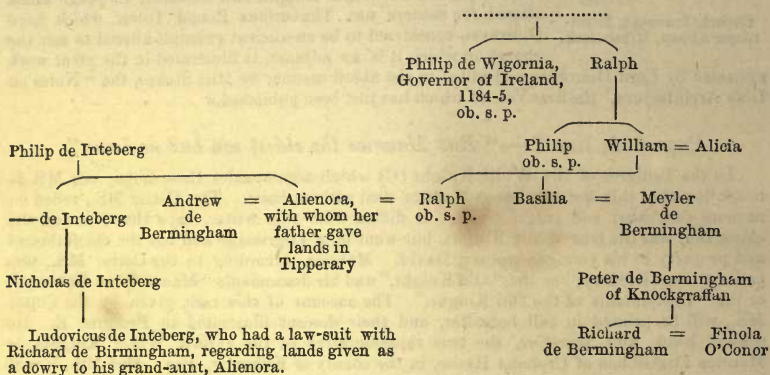 Philip de Wigornia,
Governor of Ireland,
1184-5,
ob. s. p.
Ralph
Philip
ob. s. p.
William = Alicia
Philip de Inteberg
— de Inteberg
Andrew
de
Bermingham
=
Alienora,
with whom her
father gave
lands in
Tipperary
=
Ralph
ob. s. p.
Basilia
=
Meyler
de
Bermingham
Nicholas de Inteberg
Peter de Bermingham
of Knockgraffan
Ludovicus de Inteberg, who had a law-suit with
Richard de Birmingham, regarding lands given as
a dowry to his grand-aunt, Alienora.
Richard
de Bermingham
=
Finola
O'Conor